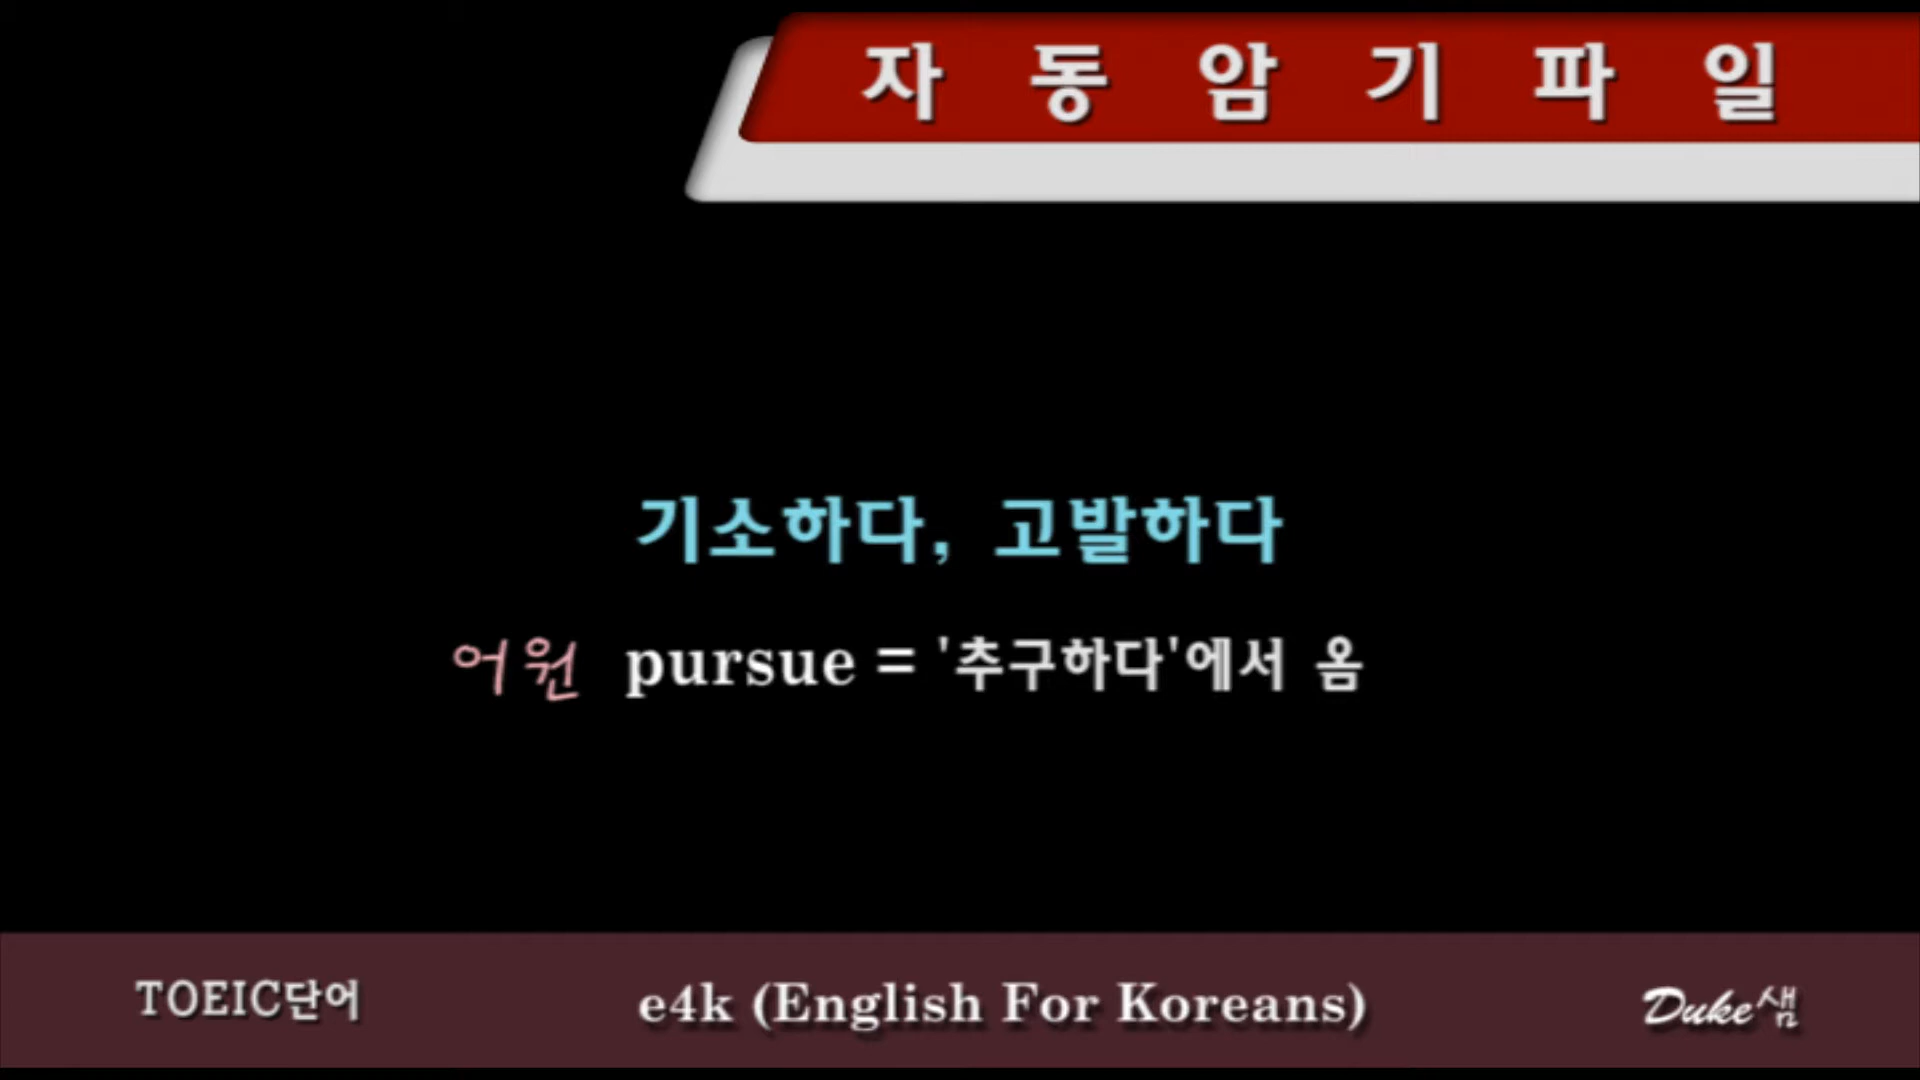 자 동 암 기 파 일
기소하다, 고발하다
어원 pursue = '추구하다'에서 옴
TOEIC단어
e4k (English For Koreans)
Duke샘